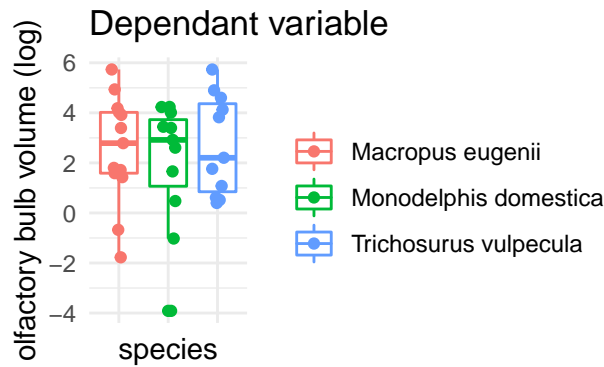 Dependant variable
olfactory bulb volume (log)
6
4
2
0
−2
−4
species
Macropus eugenii
Monodelphis domestica
Trichosurus vulpecula